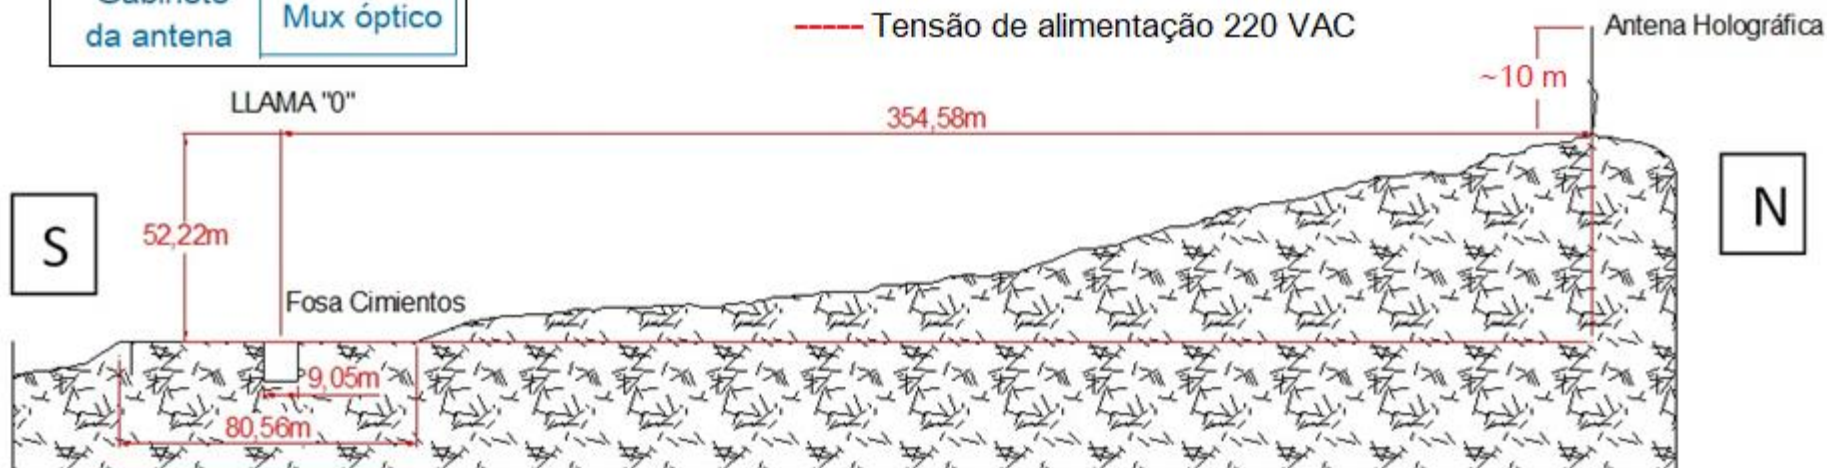 da antena
Mux óptico
Tensão de alimentação 220 VAC
Antena Holográfica
~10 m
LLAMA "0"
354,58m
S
N
52,22m
Fosa Cimientos
9,05m
80,56m